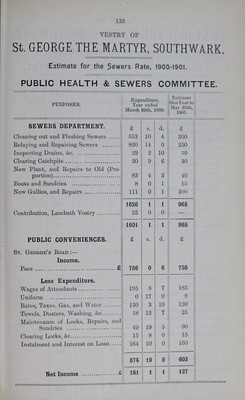 133
VESTRY OF
St. GEORGE THE MARTYR, SOUTHWARK.
Estimate for the Sewers Rate, 1900-1901.
PUBLIC HEALTH & SEWERS COMMITTEE.
PURPOSES. Expenditure, Year ended March 25th, 1899. Estimate One Year to Mar 25th, 1901.
SEWERS DEPARTMENT. £ s. d. £
Cleaning out and Flushing Sewers 553 10 4 300
Relaying and Repairing Sewers 820 14 0 250
Inspecting Drains, &c. 29 2 10 30
Clearing Catchpits 30 9 6 30
New Plant, and Repairs to Old (Proportion) 83 4 3 40
Boots and Sundries 8 0 1 15
New Gullies, and Repairs 111 0 1 300
1636 1 1 965
Contribution, Lambeth Vestry 25 0 0 —
1601 1 1 965
PUBLIC CONVENIENCES. £ s. d. £
St. George's Road:—
Income.
Fees £ 756 0 6 730
Less Expenditure.
Wages of Attendants 195 8 7 185
Uniform 0 17 0 8
Rates, Taxes, Gas, and Water 130 3 10 120
Towels, Dusters, Washing, &c. 18 12 7 25
Maintenance of Locks, Repairs, and Sundries 49 19 5 90
Clearing Locks, &c. 15 8 0 15
Instalment and Interest on Loan 164 10 0 160
574 19 5 603
Net Income £ 181 1 1 127